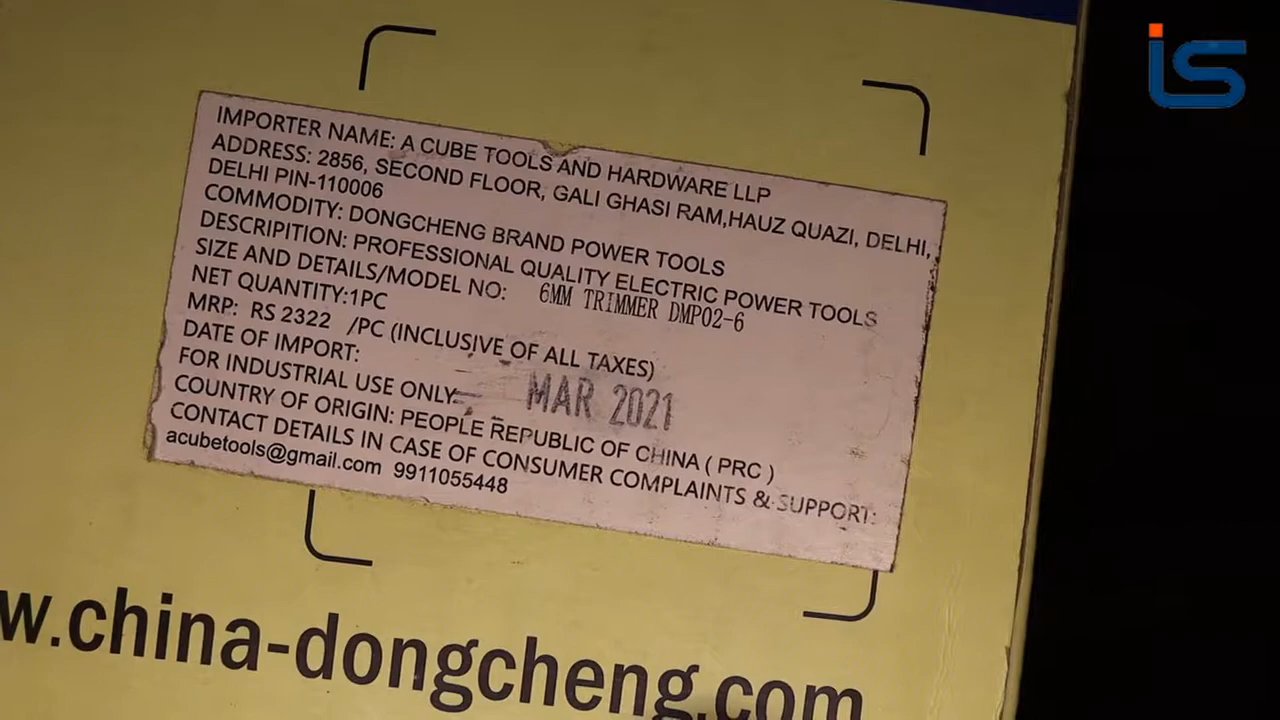 iS
IMPORTER NAME: A CUBE TOOLS AND HARDWARE LLP
ADDRESS: 2856, SECOND FLOOR, GALI GHASI RAM,HAUZ QUAZI, DELHI,
DELHI PIN-110006
COMMODITY: DONGCHENG BRAND POWER TOOLS
DESCRIPITION: PROFESSIONAL QUALITY ELECTRIC POWER TOOLS
SIZE AND DETAILS/MODEL NO: 6MM TRIMMER DMP02-6
NET QUANTITY:1PC
MRP: RS 2322 /PC (INCLUSIVE OF ALL TAXES)
DATE OF IMPORT:
MAR 2021
FOR INDUSTRIAL USE ONLY
COUNTRY OF ORIGIN: PEOPLE REPUBLIC OF CHINA ( PRC )
CONTACT DETAILS IN CASE OF CONSUMER COMPLAINTS & SUPPORT:
acubetools@gmail.com 9911055448
w.china-dongcheng.com